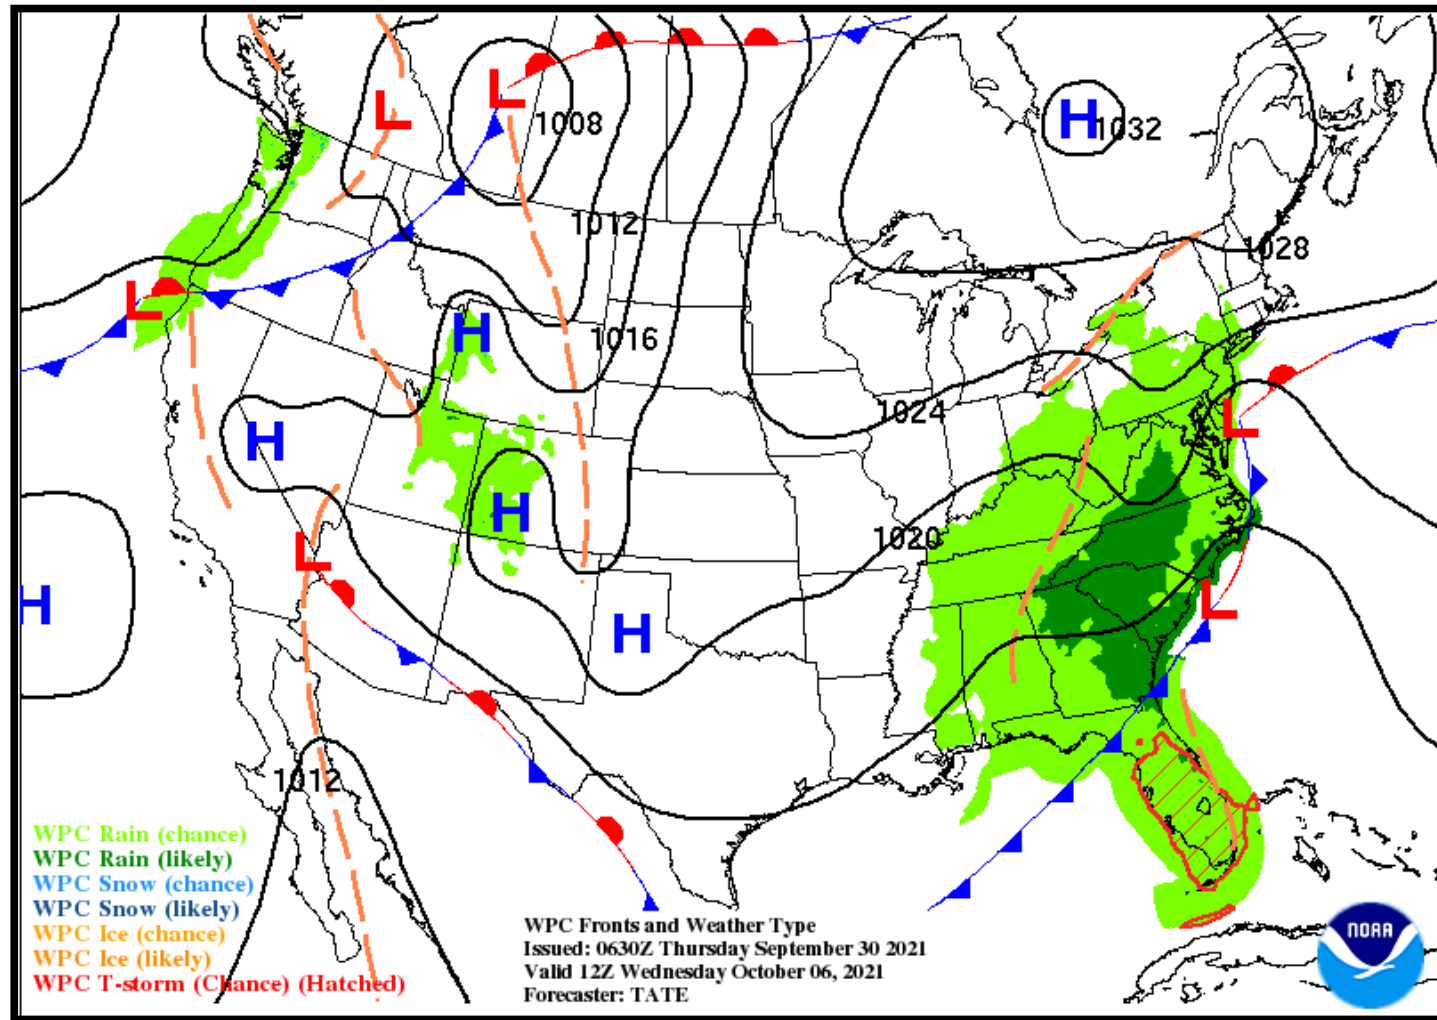 L
L
1008
H
1032
1012
1028
L
H
1016
1024
L
H
H
1020
L
L
H
H
1012
WPC Rain (chance)
WPC Rain (likely)
WPC Snow (chance)
WPC Snow (likely)
WPC Ice (chance)
WPC Ice (likely)
WPC T-storm (Chance) (Hatched)
WPC Fronts and Weather Type
Issued: 0630Z Thursday September 30 2021
Valid 12Z Wednesday October 06, 2021
Forecaster: TATE
NOAA